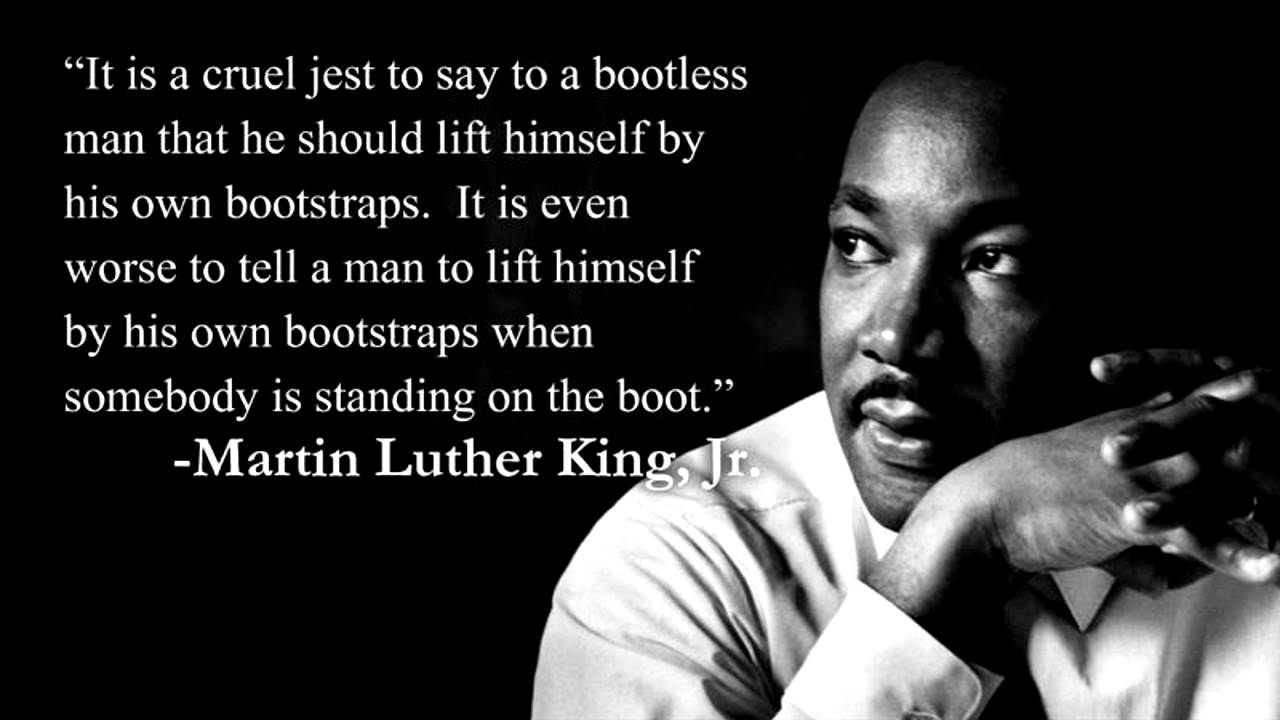 “It is a cruel jest to say to a bootless
man that he should lift himself by
his own bootstraps.  It is even
worse to tell a man to lift himself
by his own bootstraps when
somebody is standing on the boot.”
-Martin Luther King, Jr.